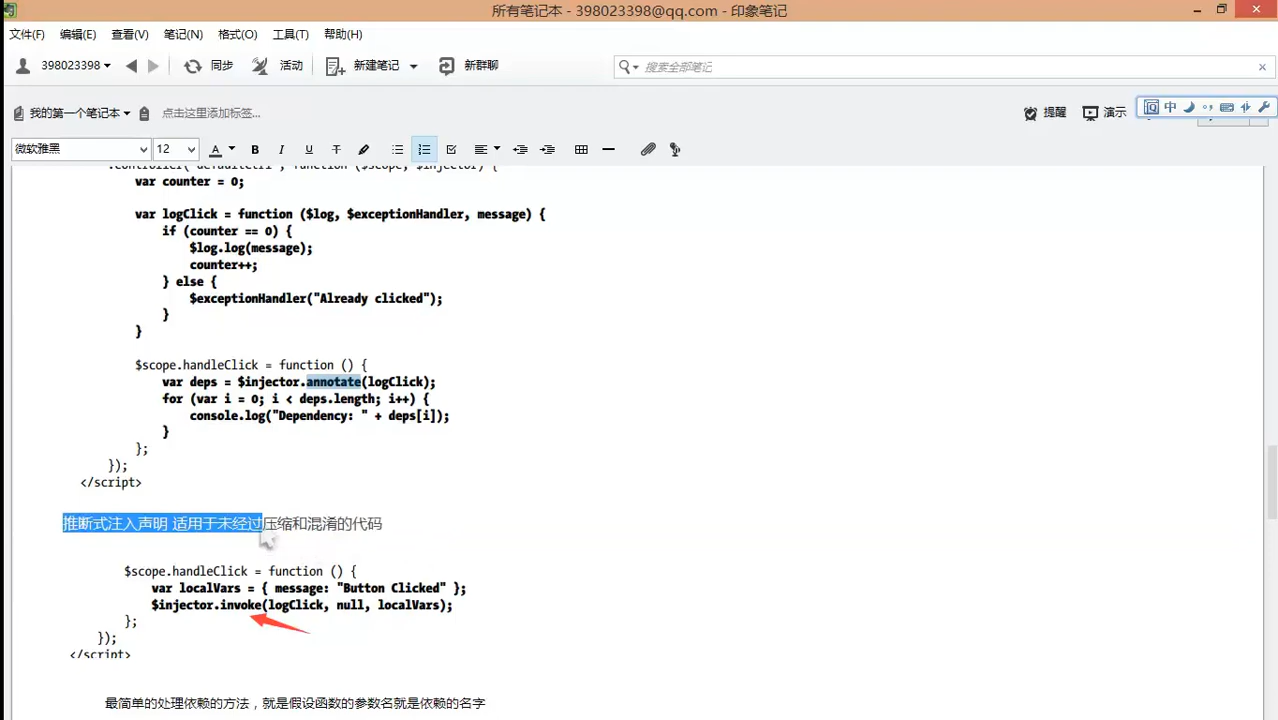 所有笔记本 - 398023398@qq.com - 印象笔记
文件(F) 编辑(E) 查看(V) 笔记(N) 格式(O) 工具(T) 帮助(H)
398023398 同步 活动 新建笔记 新群聊 搜索全部笔记
我的第一个笔记本 点击这里添加标签... 提醒 演示 中
微软雅黑 12 A B I U T
var counter = 0;
var logClick = function ($log, $exceptionHandler, message) {
if (counter == 0) {
$log.log(message);
counter++;
} else {
$exceptionHandler("Already clicked");
}
}
$scope.handleClick = function () {
var deps = $injector.annotate(logClick);
for (var i = 0; i < deps.length; i++) {
console.log("Dependency: " + deps[i]);
}
};
});
</script>
推断式注入声明 适用于未经过压缩和混淆的代码
$scope.handleClick = function () {
var localVars = { message: "Button Clicked" };
$injector.invoke(logClick, null, localVars);
};
});
</script>
最简单的处理依赖的方法，就是假设函数的参数名就是依赖的名字